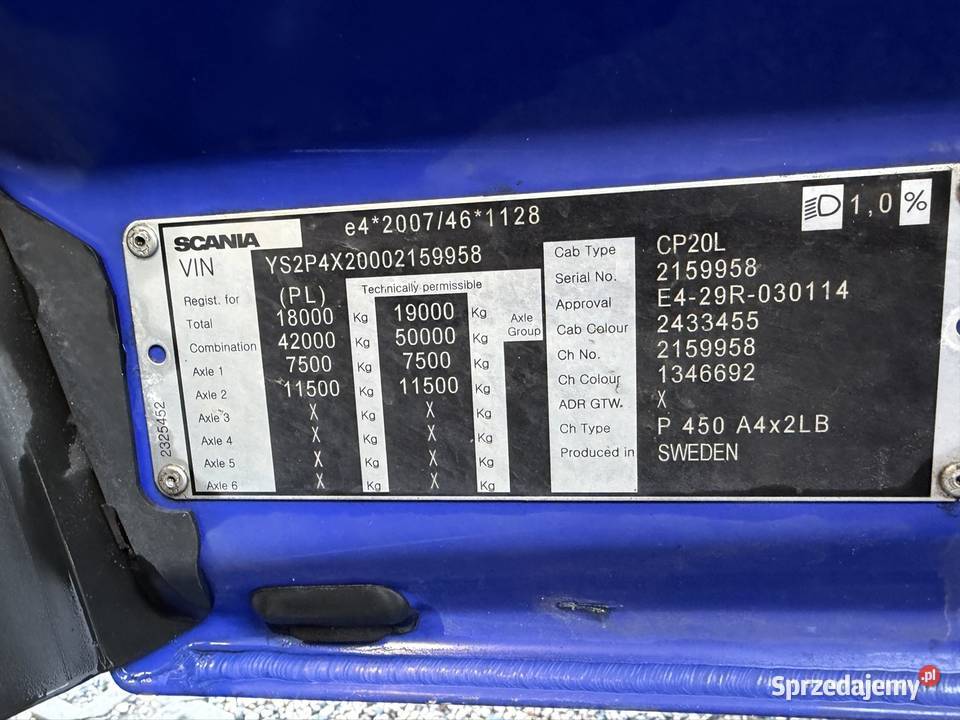 SCANIA e4*2007/46*1128 1,0 %
VIN YS2P4X20002159958
Regist. for (PL) Technically permissible
Total 18000 Kg 19000 Kg Axle Group
Combination 42000 Kg 50000 Kg
Axle 1 7500 Kg 7500 Kg
Axle 2 11500 Kg 11500 Kg
Axle 3 X Kg X Kg
Axle 4 X Kg X Kg
Axle 5 X Kg X Kg
Axle 6 X Kg X Kg
Cab Type CP20L
Serial No. 2159958
Approval E4-29R-030114
Cab Colour 2433455
Ch No. 2159958
Ch Colour 1346692
ADR GTW. X
Ch Type P 450 A4x2LB
Produced in SWEDEN
2325452
Sprzedajemy.pl